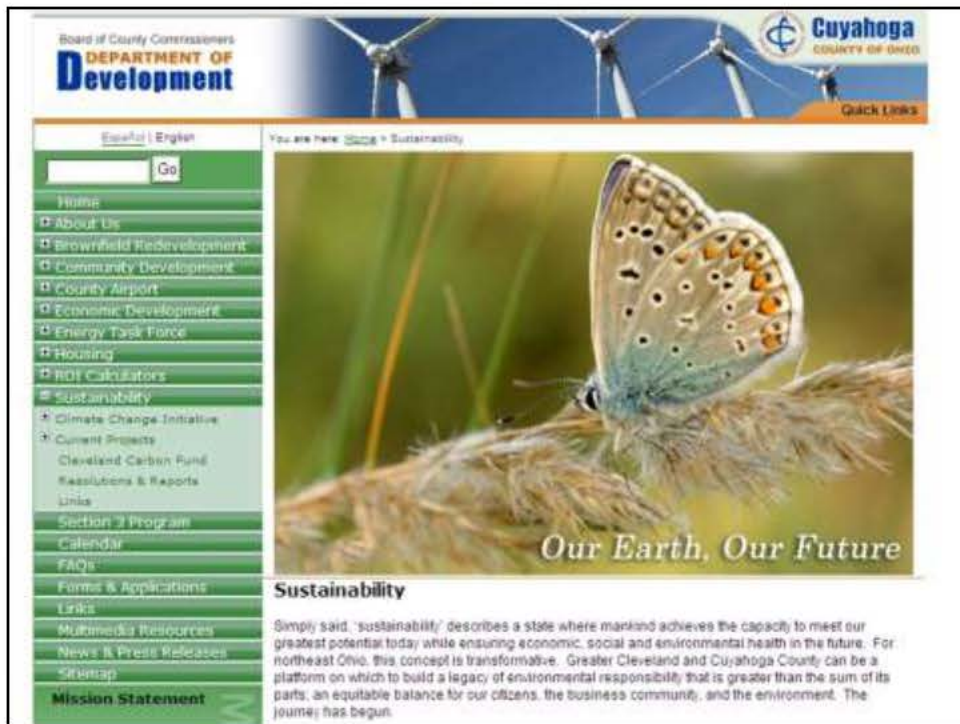 Board of County Commissioners
DEPARTMENT OF
Development
Cuyahoga
COUNTY OF OHIO
Quick Links
Español | English
You are here: Home > Sustainability
Go
Home
About Us
Brownfield Redevelopment
Community Development
County Airport
Economic Development
Energy Task Force
Housing
ROI Calculators
Sustainability
Climate Change Initiative
Current Projects
Cleveland Carbon Fund
Resolutions & Reports
Links
Section 3 Program
Calendar
FAQs
Forms & Applications
Links
Multimedia Resources
News & Press Releases
Sitemap
Mission Statement
Our Earth, Our Future
Sustainability
Simply said, 'sustainability' describes a state where mankind achieves the capacity to meet our
greatest potential today while ensuring economic, social and environmental health in the future. For
northeast Ohio, this concept is transformative. Greater Cleveland and Cuyahoga County can be a
platform on which to build a legacy of environmental responsibility that is greater than the sum of its
parts; an equitable balance for our citizens, the business community, and the environment. The
journey has begun.